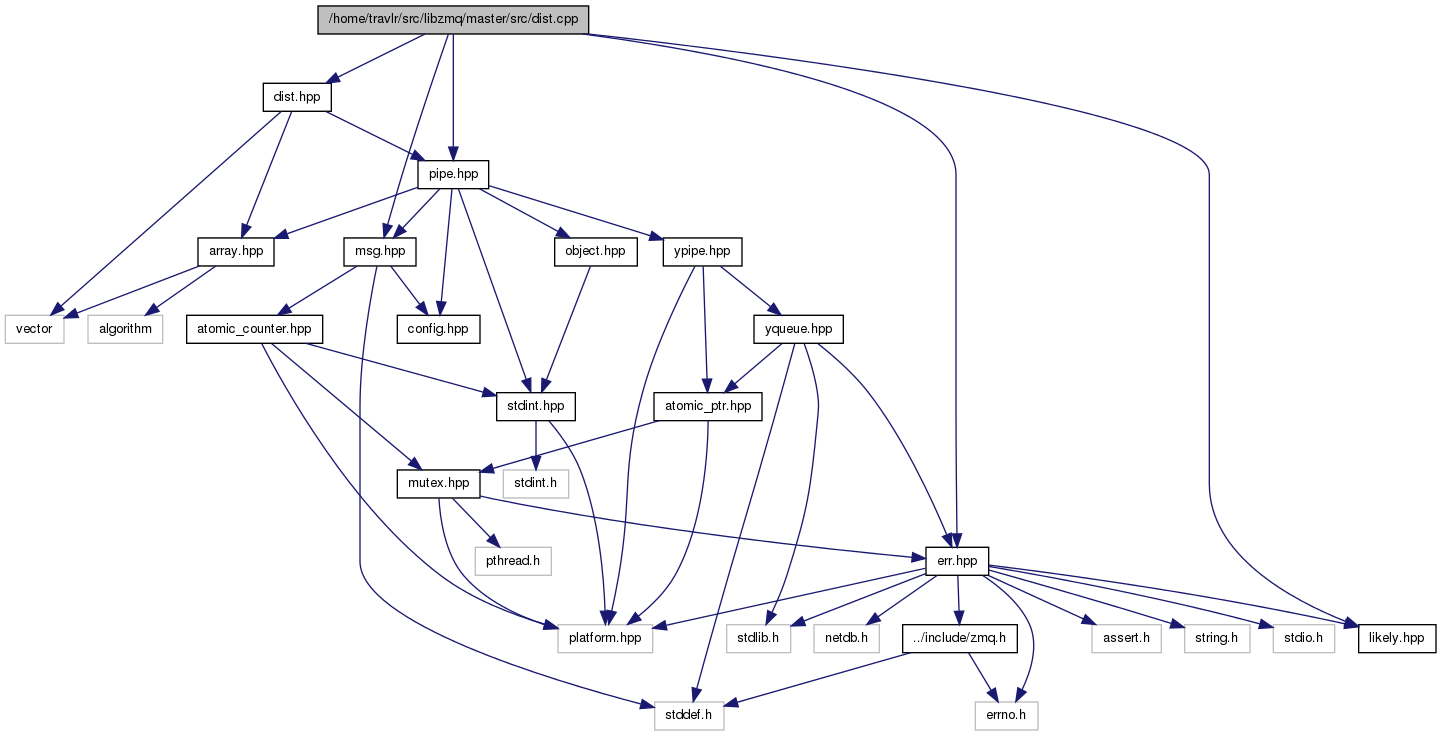 /home/travlr/src/libzmq/master/src/dist.cpp
dist.hpp
pipe.hpp
array.hpp
msg.hpp
object.hpp
ypipe.hpp
vector
algorithm
atomic_counter.hpp
config.hpp
yqueue.hpp
stdint.hpp
atomic_ptr.hpp
mutex.hpp
stdint.h
pthread.h
err.hpp
platform.hpp
stdlib.h
netdb.h
../include/zmq.h
assert.h
string.h
stdio.h
likely.hpp
stddef.h
errno.h